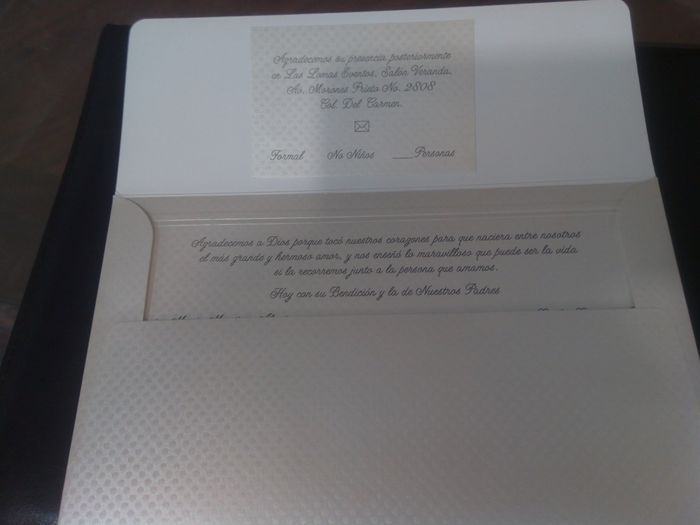 Agradecemos su presencia posteriormente
en Las Lomas Eventos, Salón Veranda,
Av. Morones Prieto No. 2808
Col. Del Carmen.
Formal No Niños ___Personas
Agradecemos a Dios porque tocó nuestros corazones para que naciera entre nosotros
el más grande y hermoso amor, y nos enseñó lo maravilloso que puede ser la vida
si la recorremos junto a la persona que amamos.
Hoy con su Bendición y la de Nuestros Padres